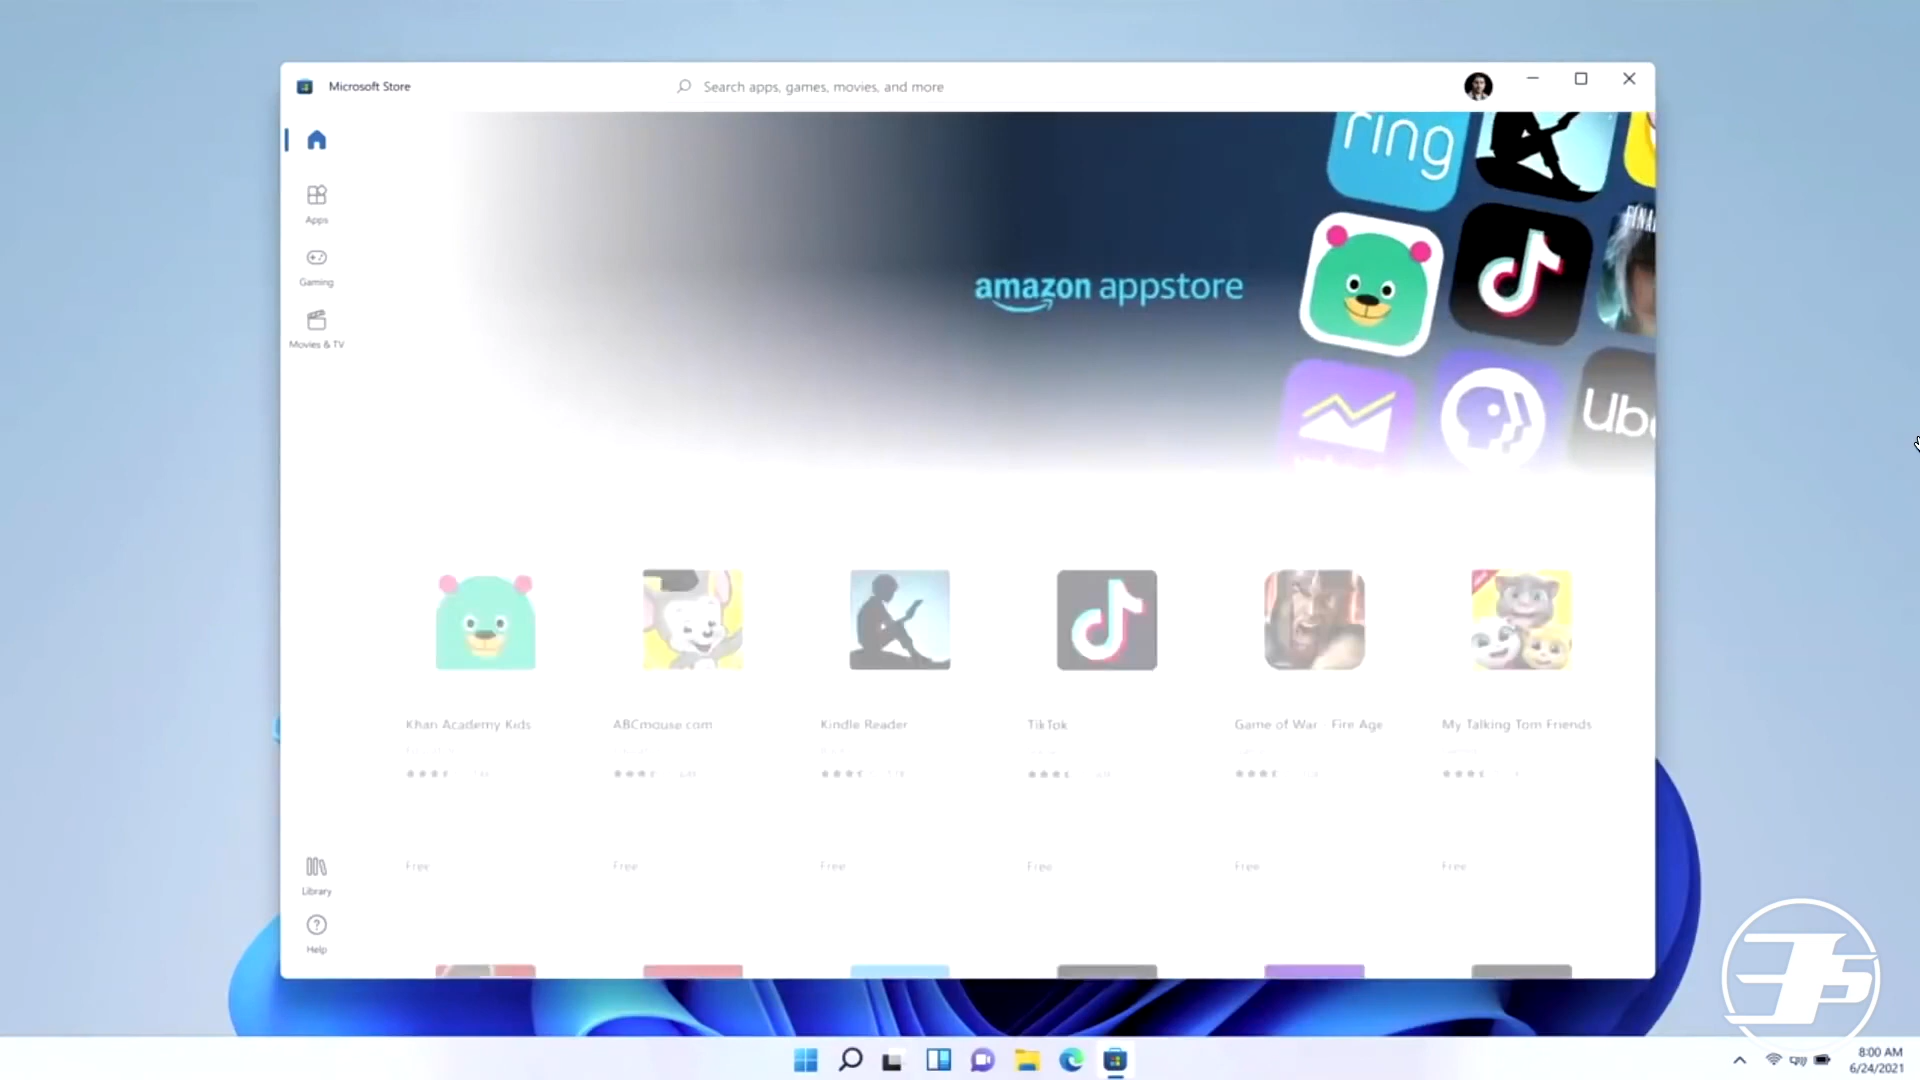 Microsoft Store
Search apps, games, movies, and more
Apps
Gaming
Movies & TV
ring
FINA
amazon appstore
Ube
Khan Academy Kids
ABCmouse com
Kindle Reader
TikTok
Game of War Fire Age
My Talking Tom Friends
Free
Free
Free
Free
Free
Free
Library
Help
8:00 AM
6/24/2021